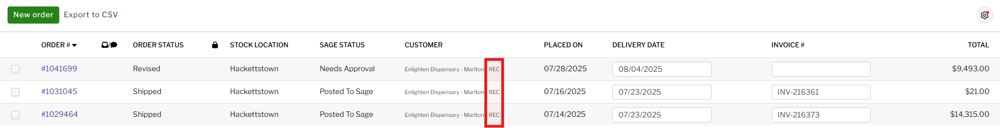 New order Export to CSV
ORDER # / ORDER STATUS STOCK LOCATION SAGE STATUS CUSTOMER PLACED ON DELIVERY DATE INVOICE # TOTAL
#1041699 Revised Hackettstown Needs Approval Enlighten Dispensary - Marlton REC 07/28/2025 08/04/2025 $9,493.00
#1031045 Shipped Hackettstown Posted To Sage Enlighten Dispensary - Marlton REC 07/16/2025 07/23/2025 INV-216361 $21.00
#1029464 Shipped Hackettstown Posted To Sage Enlighten Dispensary - Marlton REC 07/14/2025 07/23/2025 INV-216373 $14,315.00